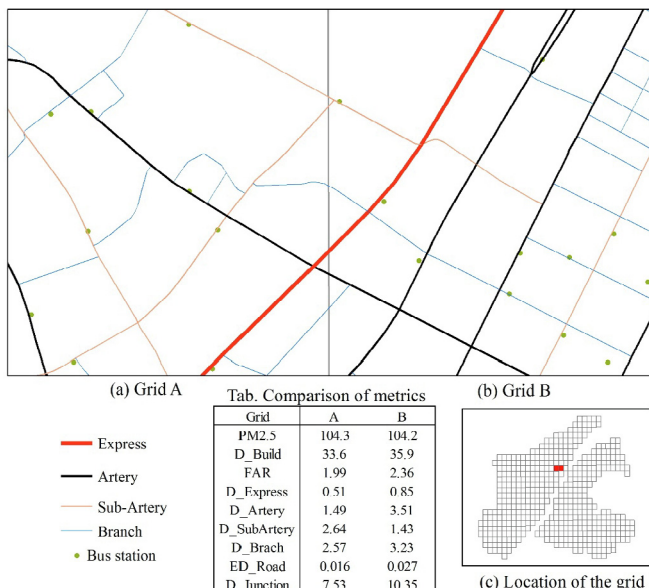 (a) Grid A
(b) Grid B
Tab. Comparison of metrics
Grid A B
PM2.5 104.3 104.2
D_Build 33.6 35.9
FAR 1.99 2.36
D_Express 0.51 0.85
D_Artery 1.49 3.51
D_SubArtery 2.64 1.43
D_Brach 2.57 3.23
ED_Road 0.016 0.027
D_Junction 7.53 10.35
Express
Artery
Sub-Artery
Branch
Bus station
(c) Location of the grid